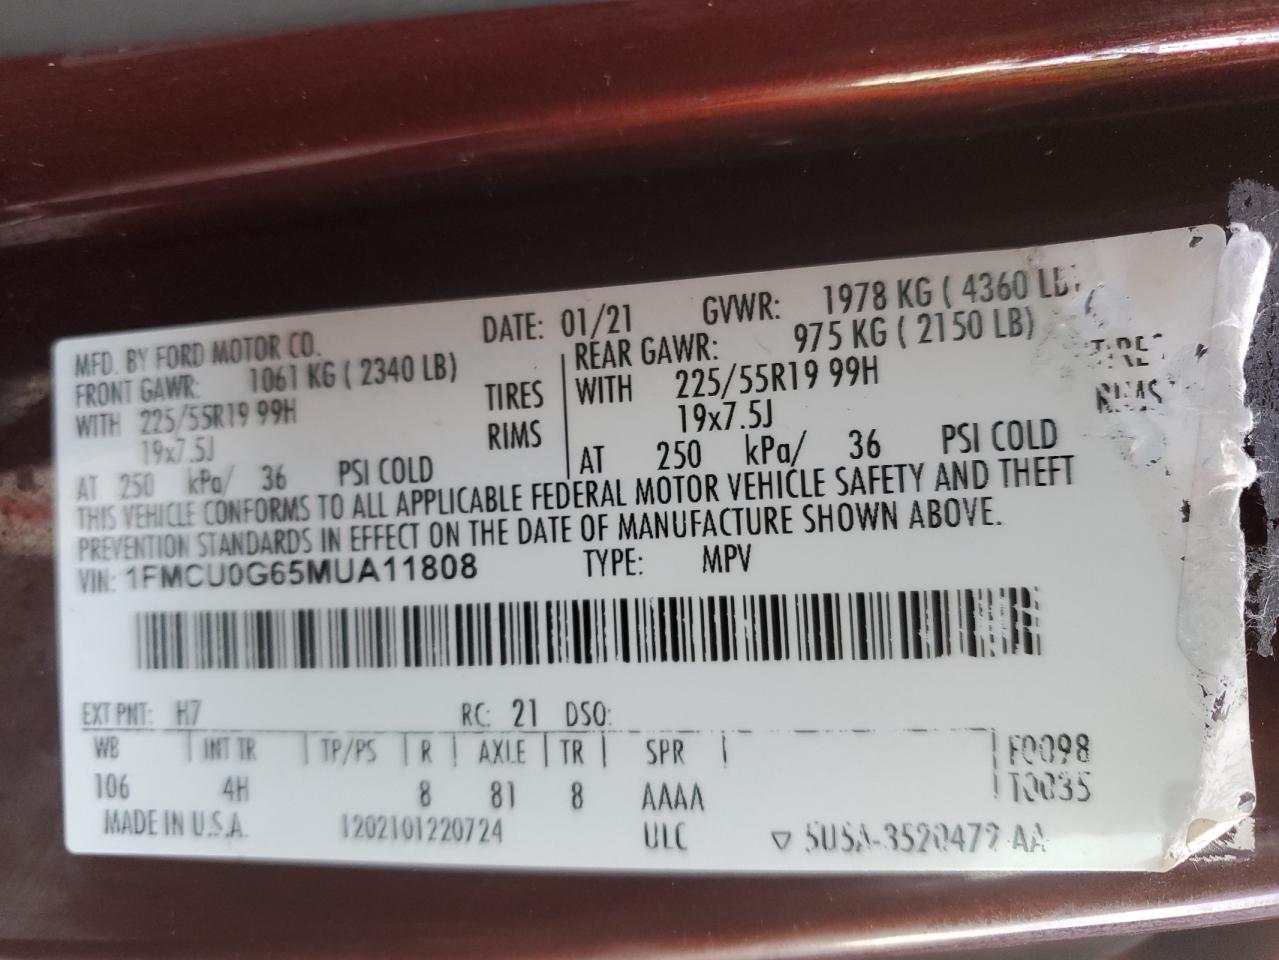 MFD. BY FORD MOTOR CO. DATE: 01/21 GVWR: 1978 KG ( 4360 LB)
FRONT GAWR: 1061 KG ( 2340 LB) REAR GAWR: 975 KG ( 2150 LB)
WITH 225/55R19 99H TIRES WITH 225/55R19 99H TIRES
19x7.5J RIMS 19x7.5J RIMS
AT 250 kPa/ 36 PSI COLD AT 250 kPa/ 36 PSI COLD
THIS VEHICLE CONFORMS TO ALL APPLICABLE FEDERAL MOTOR VEHICLE SAFETY AND THEFT
PREVENTION STANDARDS IN EFFECT ON THE DATE OF MANUFACTURE SHOWN ABOVE.
VIN: 1FMCU0G65MUA11808 TYPE: MPV
EXT PNT: H7 RC: 21 DSO:
WB | INT TR | TP/PS | R | AXLE | TR | SPR | | F0098
106 4H 8 81 8 AAAA | T0035
MADE IN U.S.A. 1202101220724 ULC ▽ 5U5A-3520472-AA